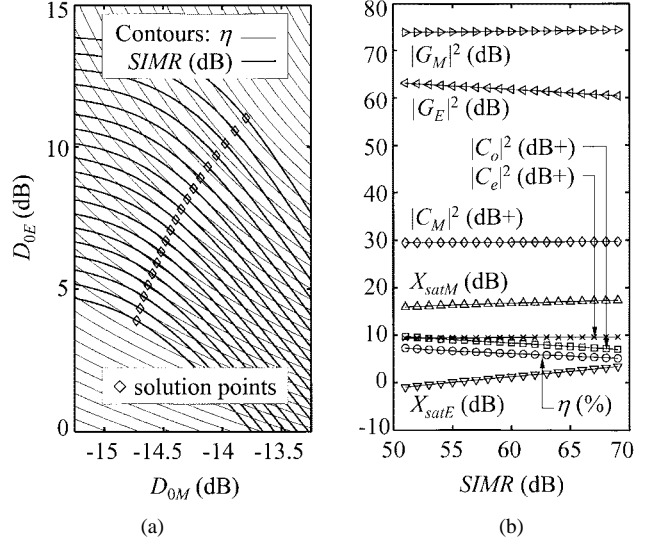 15
Contours: η
SIMR (dB)
10
D0E (dB)
5
◇ solution points
0
-15
-14.5
-14
-13.5
D0M (dB)
(a)
80
|GM|² (dB)
70
60
|GE|² (dB)
50
|Co|² (dB+)
|Ce|² (dB+)
40
|CM|² (dB+)
30
XsatM (dB)
20
10
0
XsatE (dB)
η (%)
-10
50
55
60
65
70
SIMR (dB)
(b)